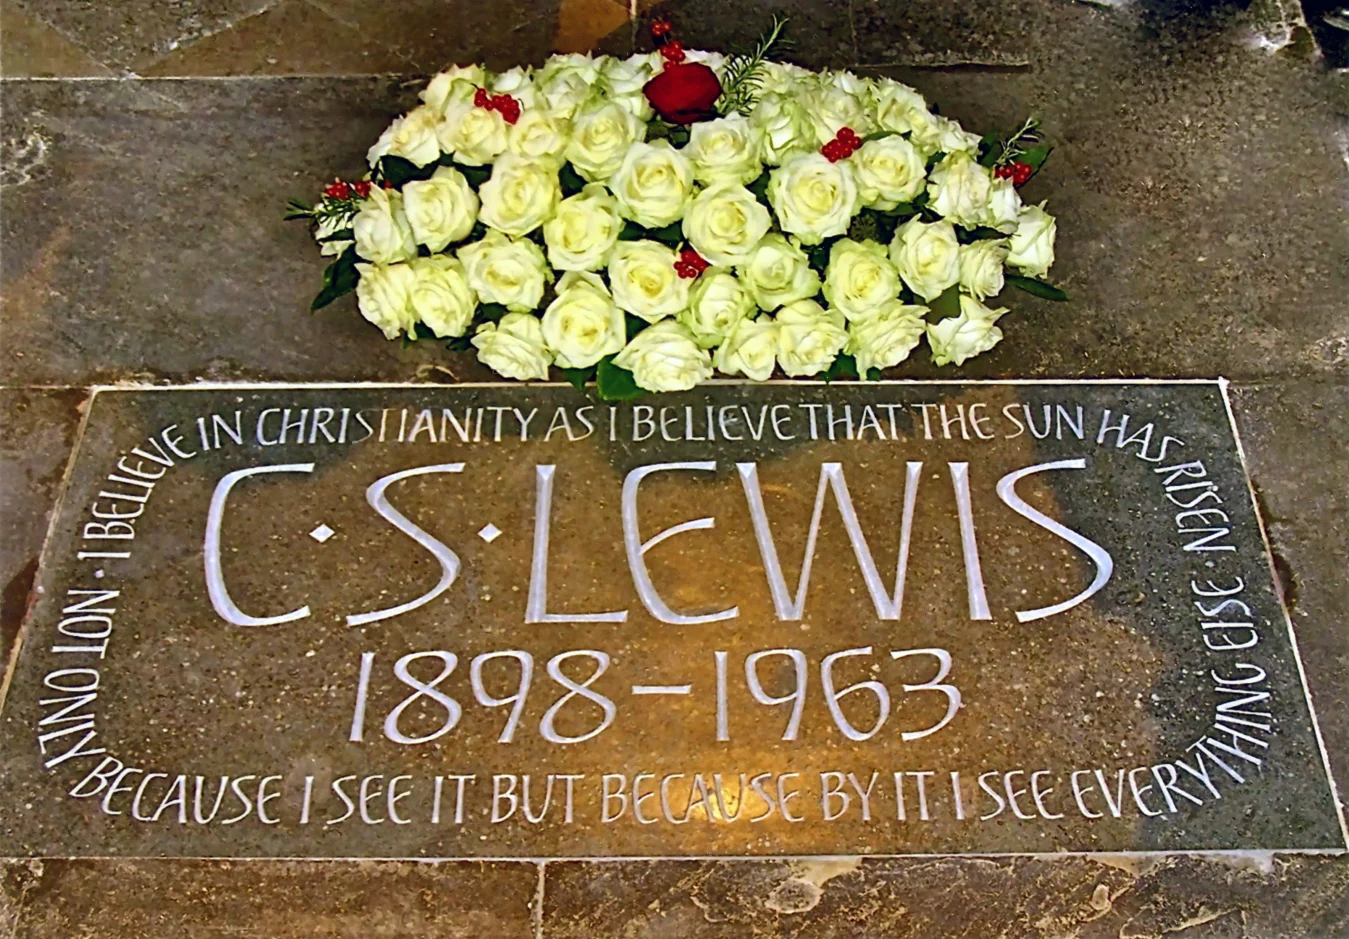 I BELIEVE IN CHRISTIANITY AS I BELIEVE THAT THE SUN HAS RISEN · NOT ONLY BECAUSE I SEE IT BUT BECAUSE BY IT I SEE EVERYTHING ELSE ·
C·S·LEWIS
1898–1963